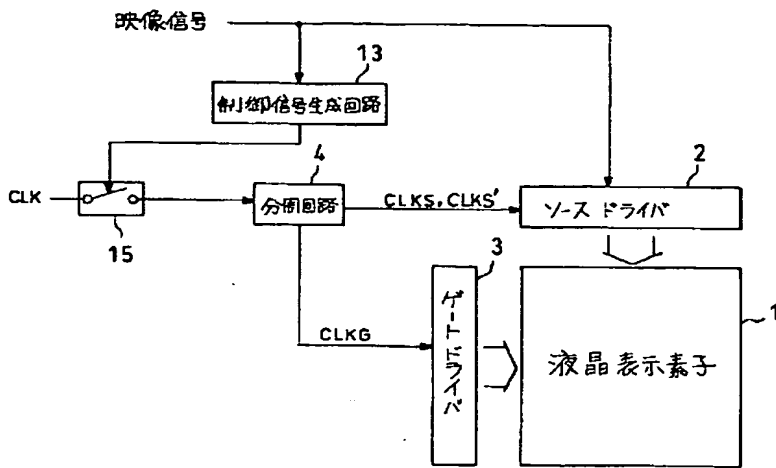 映像信号
13
制御信号生成回路
4
2
CLK
分周回路
CLKS, CLKS'
ソース ドライバ
15
3
1
ゲートドライバ
CLKG
液晶表示素子